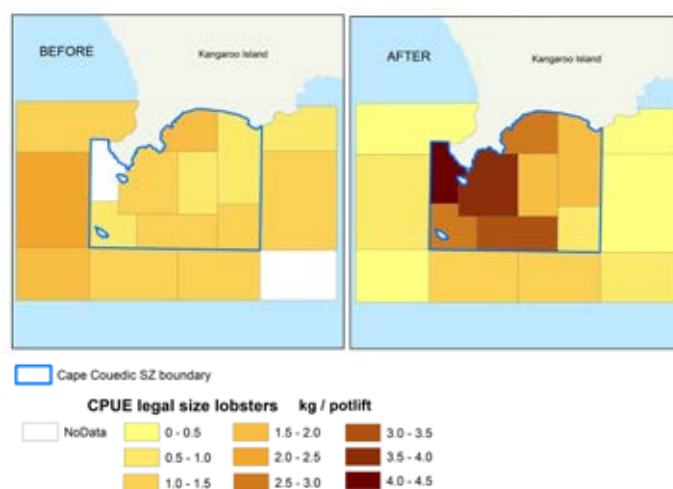 BEFORE
Kangaroo Island
AFTER
Kangaroo Island
Cape Couedic SZ boundary
CPUE legal size lobsters kg / potlift
NoData
0 - 0.5
0.5 - 1.0
1.0 - 1.5
1.5 - 2.0
2.0 - 2.5
2.5 - 3.0
3.0 - 3.5
3.5 - 4.0
4.0 - 4.5